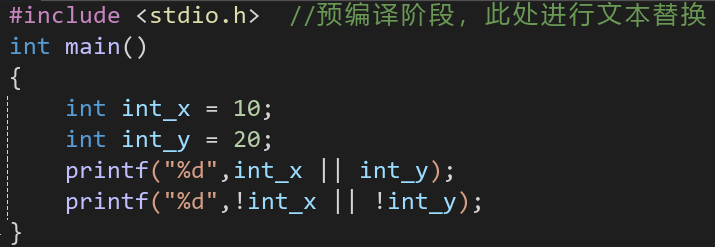 #include <stdio.h>  //预编译阶段，此处进行文本替换
int main()
{
    int int_x = 10;
    int int_y = 20;
    printf("%d",int_x || int_y);
    printf("%d",!int_x || !int_y);
}